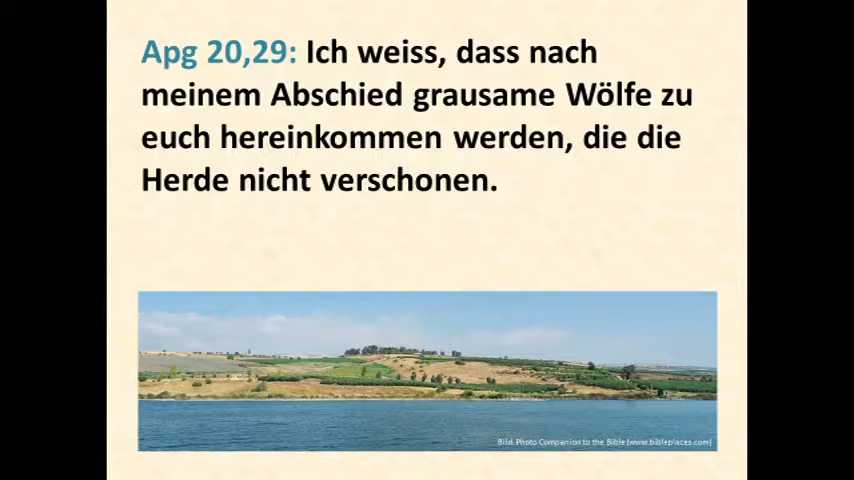 Apg 20,29: Ich weiss, dass nach
meinem Abschied grausame Wölfe zu
euch hereinkommen werden, die die
Herde nicht verschonen.
Bild: Photo Companion to the Bible (www.bibleplaces.com)